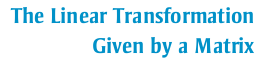 The Linear Transformation
Given by a Matrix